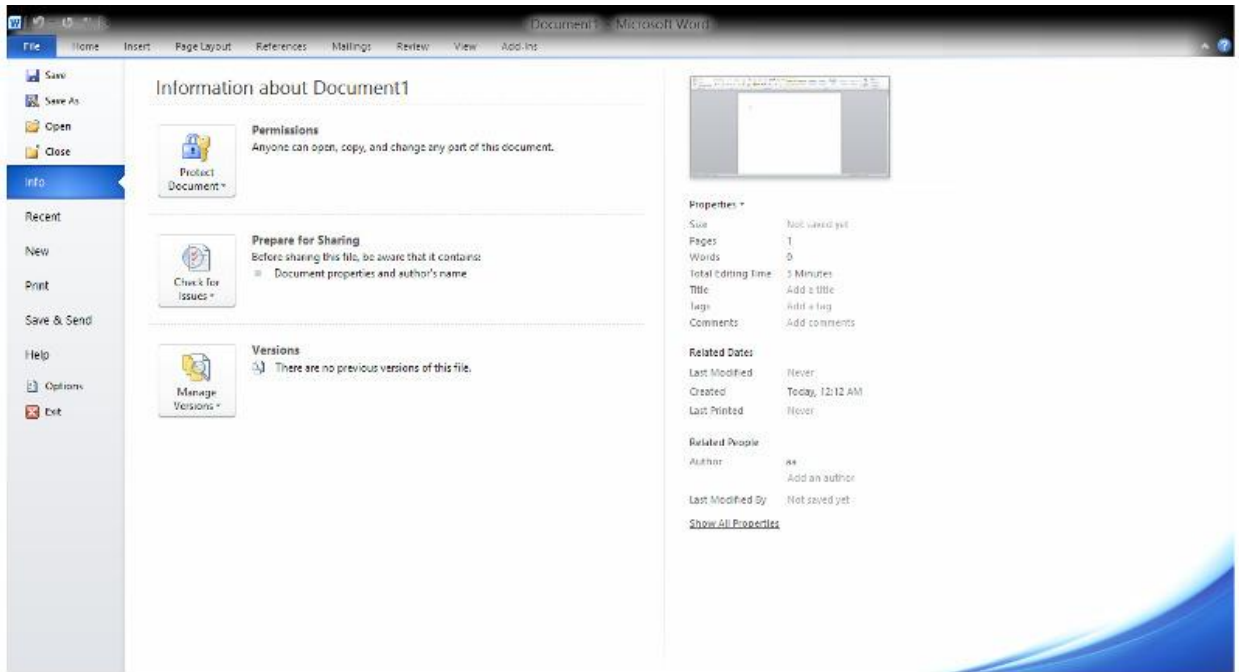 Document1 - Microsoft Word
File Home Insert Page Layout References Mailings Review View Add-Ins
Save
Save As
Open
Close
Info
Recent
New
Print
Save & Send
Help
Options
Exit
Information about Document1
Protect
Document
Permissions
Anyone can open, copy, and change any part of this document.
Check for
Issues
Prepare for Sharing
Before sharing this file, be aware that it contains:
Document properties and author's name
Manage
Versions
Versions
There are no previous versions of this file.
Properties
Size Not saved yet
Pages 1
Words 0
Total Editing Time 3 Minutes
Title Add a title
Tags Add a tag
Comments Add comments
Related Dates
Last Modified Never
Created Today, 12:12 AM
Last Printed Never
Related People
Author
Add an author
Last Modified By Not saved yet
Show All Properties